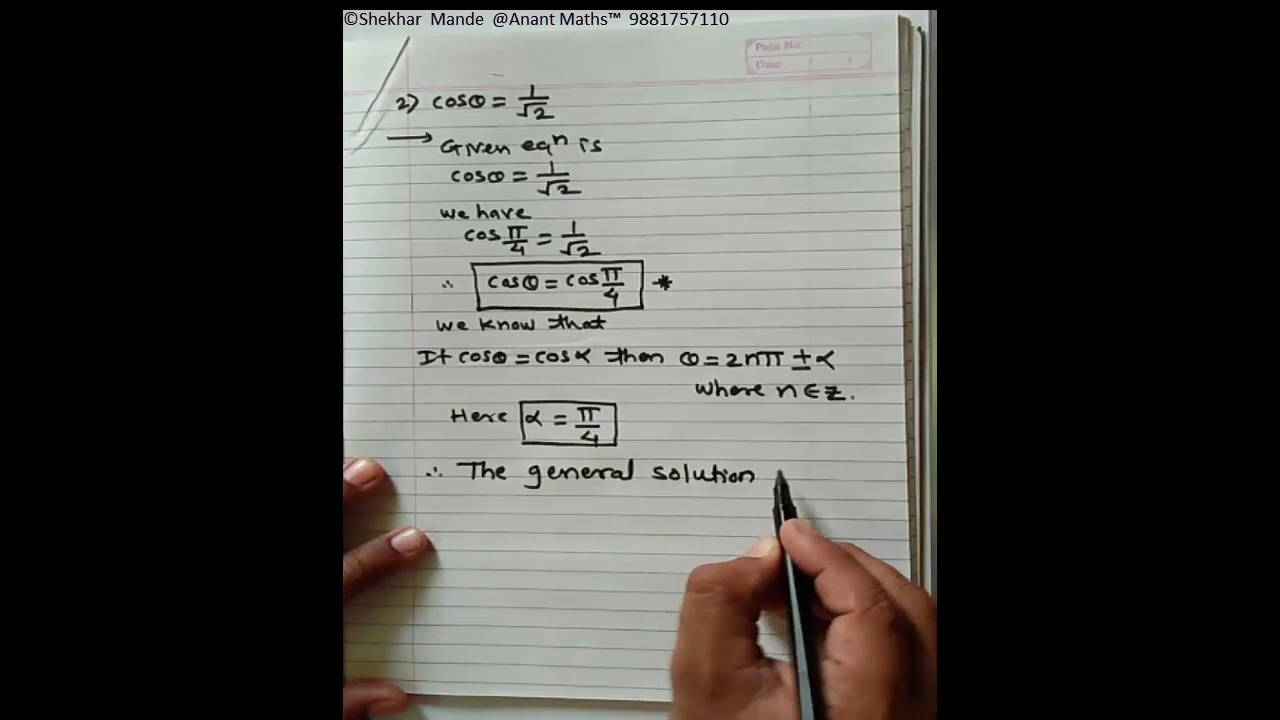 ©Shekhar Mande @Anant Maths™ 9881757110
Page No:
Date: / /
2) cosθ = 1/√2
→ Given eqⁿ is
cosθ = 1/√2
we have
cos π/4 = 1/√2
∴ cosθ = cos π/4 *
we know that
If cosθ = cosα then θ = 2nπ ± α
where n ∈ Z.
Here α = π/4
∴ The general solution